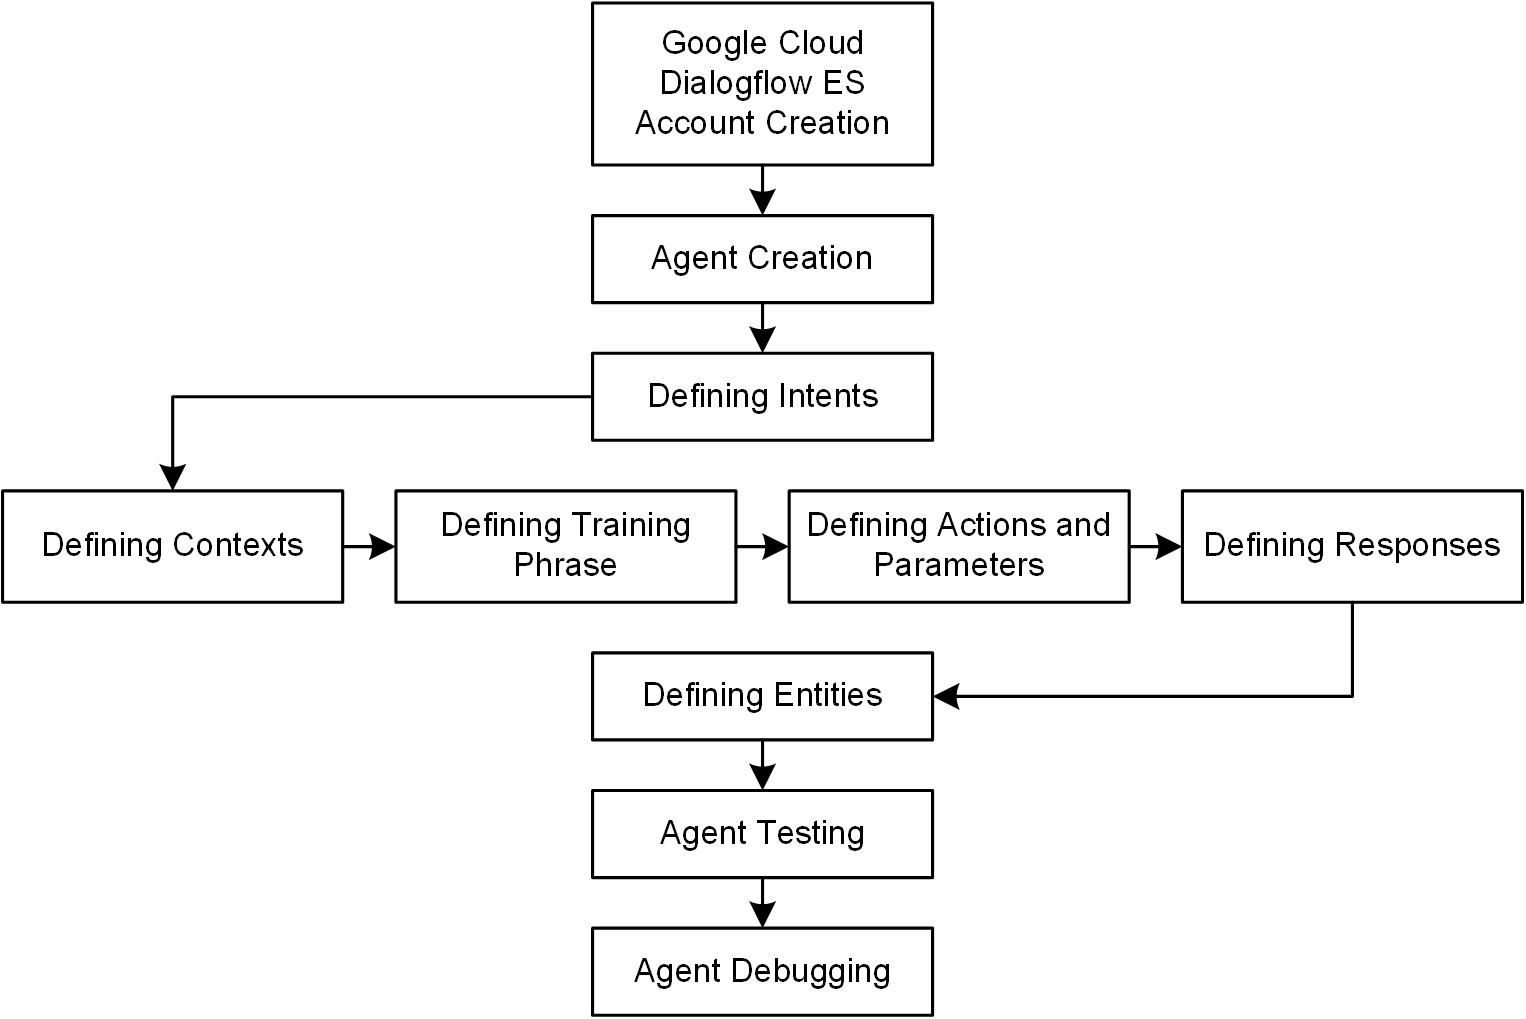 Google Cloud
Dialogflow ES
Account Creation
Agent Creation
Defining Intents
Defining Contexts
Defining Training
Phrase
Defining Actions and
Parameters
Defining Responses
Defining Entities
Agent Testing
Agent Debugging